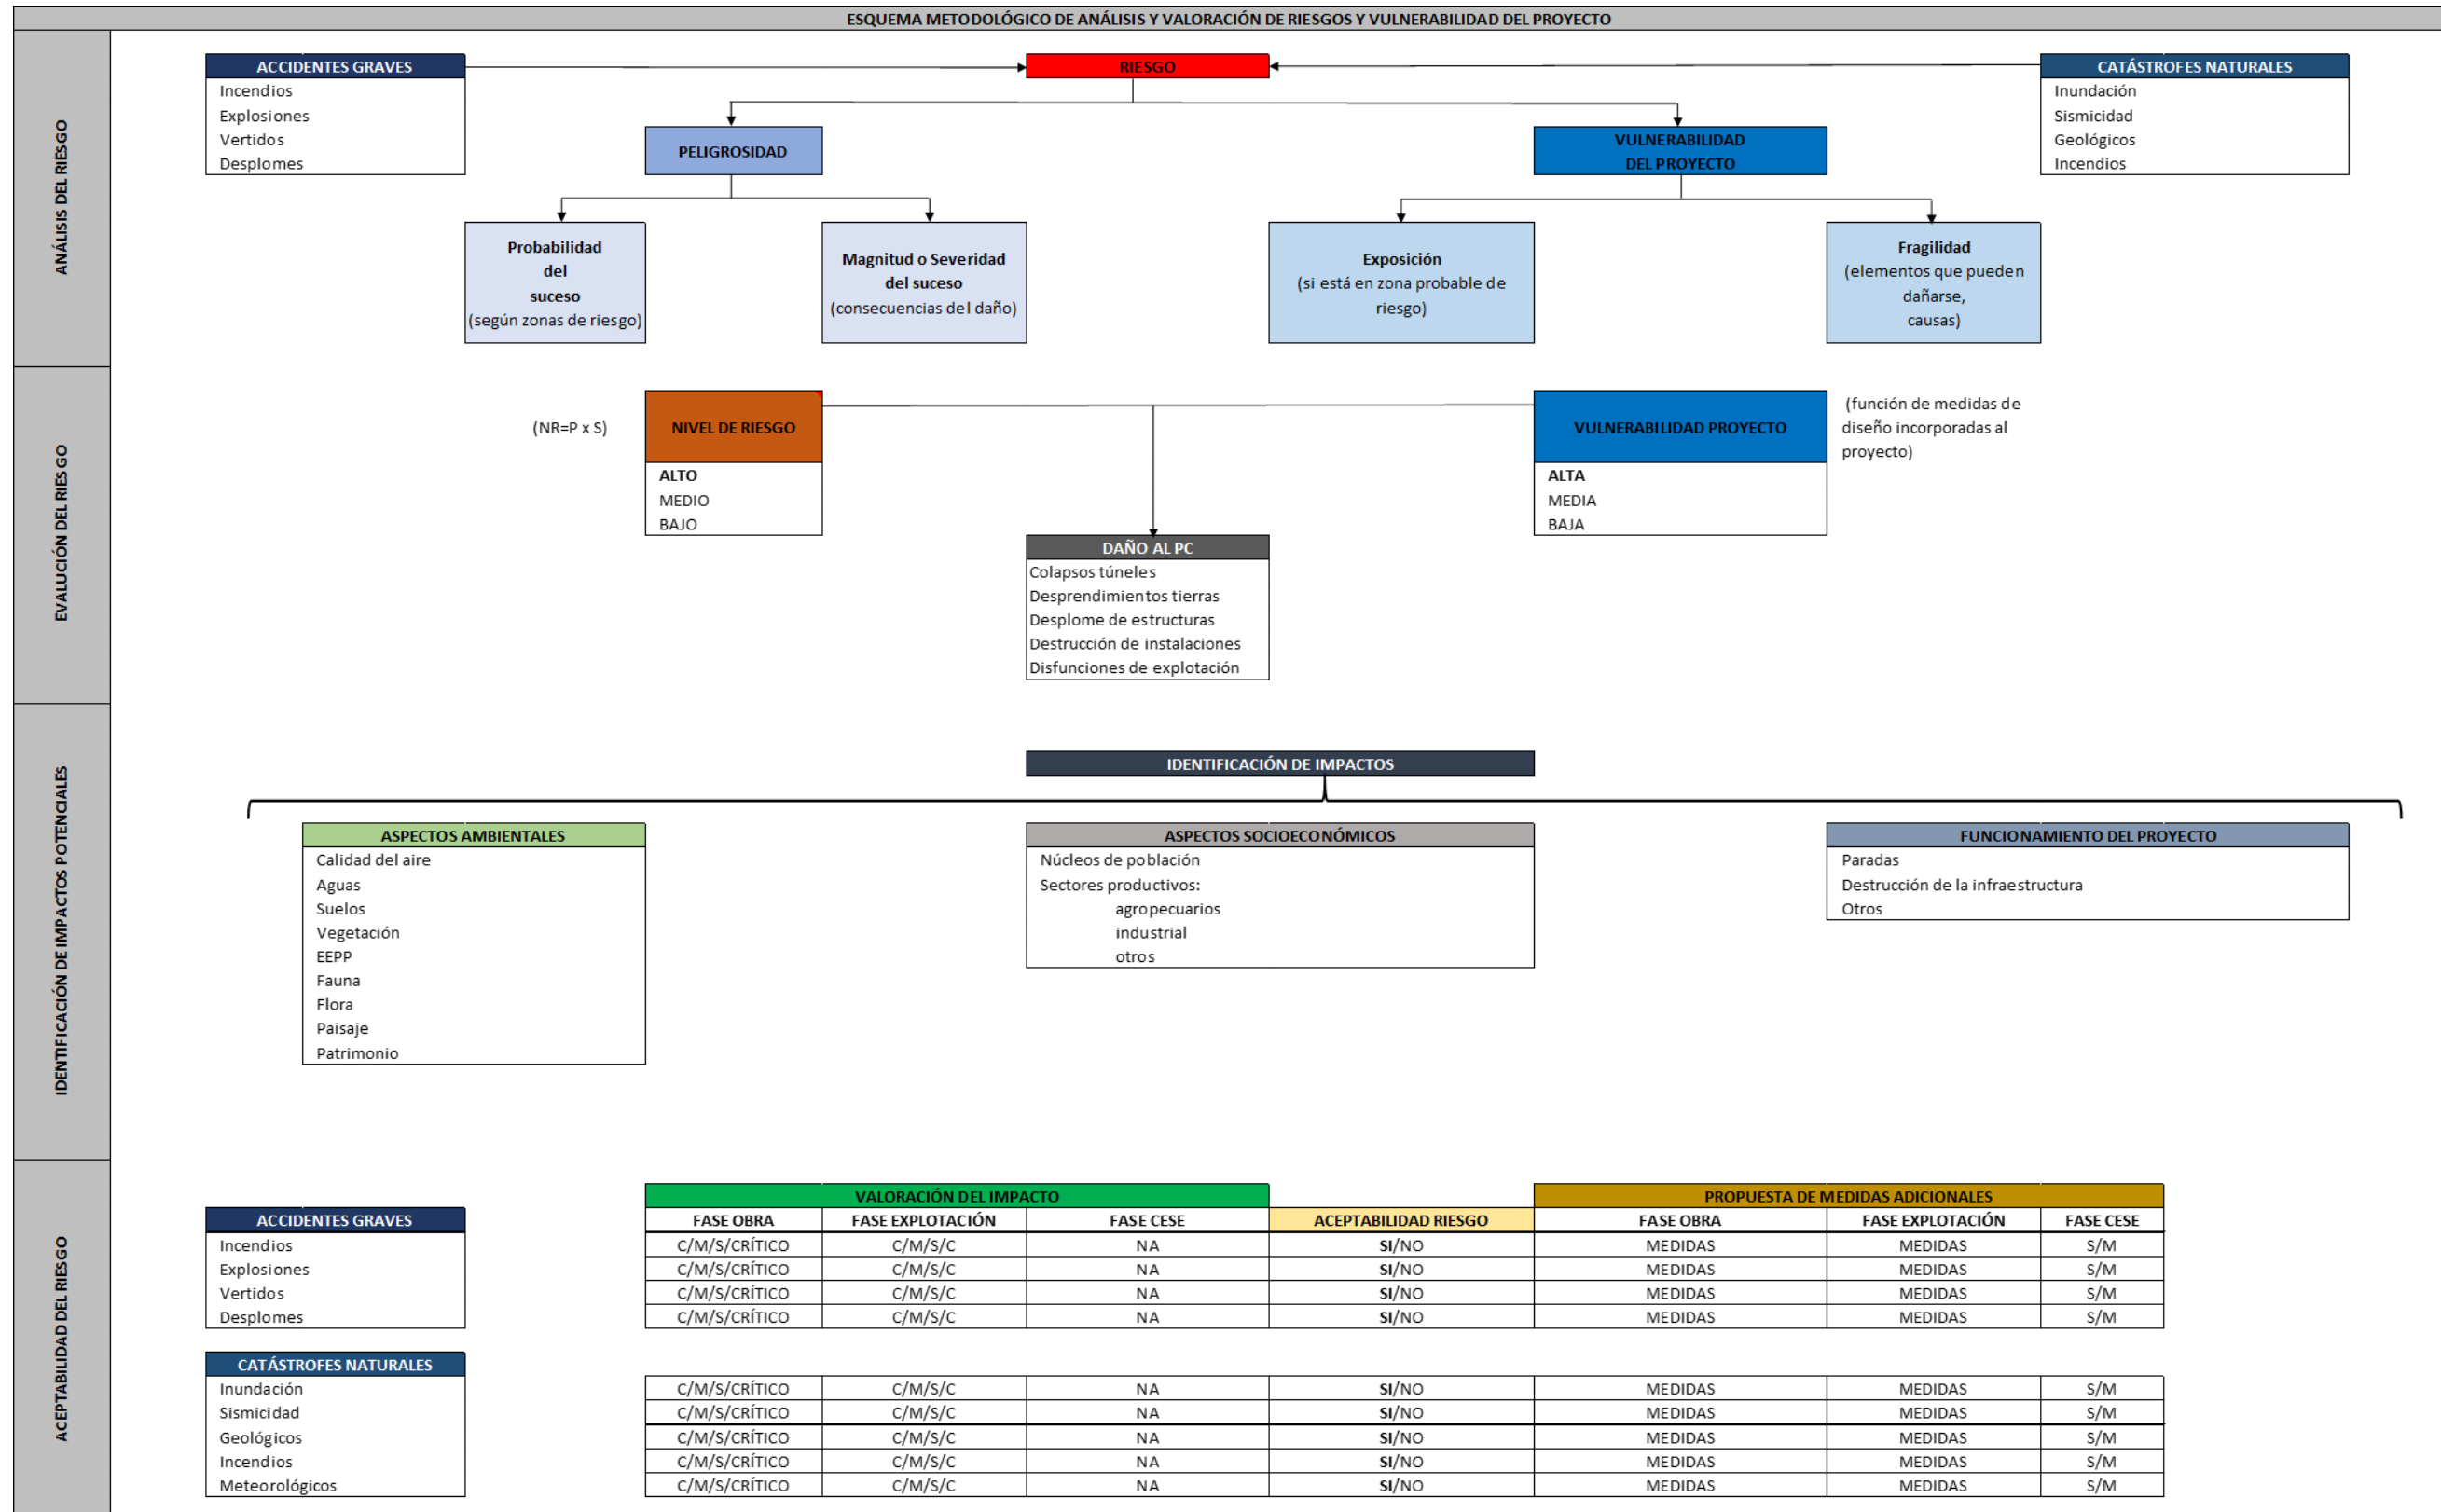 ESQUEMA METODOLÓGICO DE ANÁLISIS Y VALORACIÓN DE RIESGOS Y VULNERABILIDAD DEL PROYECTO
ANÁLISIS DEL RIESGO
ACCIDENTES GRAVES
Incendios
Explosiones
Vertidos
Desplomes
RIESGO
CATÁSTROFES NATURALES
Inundación
Sismicidad
Geológicos
Incendios
PELIGROSIDAD
VULNERABILIDAD
DEL PROYECTO
Probabilidad
del
suceso
(según zonas de riesgo)
Magnitud o Severidad
del suceso
(consecuencias del daño)
Exposición
(si está en zona probable de
riesgo)
Fragilidad
(elementos que pueden
dañarse,
causas)
EVALUCIÓN DEL RIESGO
(NR=P x S)
NIVEL DE RIESGO
ALTO
MEDIO
BAJO
VULNERABILIDAD PROYECTO
ALTA
MEDIA
BAJA
(función de medidas de
diseño incorporadas al
proyecto)
DAÑO AL PC
Colapsos túneles
Desprendimientos tierras
Desplome de estructuras
Destrucción de instalaciones
Disfunciones de explotación
IDENTIFICACIÓN DE IMPACTOS POTENCIALES
IDENTIFICACIÓN DE IMPACTOS
ASPECTOS AMBIENTALES
Calidad del aire
Aguas
Suelos
Vegetación
EEPP
Fauna
Flora
Paisaje
Patrimonio
ASPECTOS SOCIOECONÓMICOS
Núcleos de población
Sectores productivos:
agropecuarios
industrial
otros
FUNCIONAMIENTO DEL PROYECTO
Paradas
Destrucción de la infraestructura
Otros
ACEPTABILIDAD DEL RIESGO
VALORACIÓN DEL IMPACTO PROPUESTA DE MEDIDAS ADICIONALES
ACCIDENTES GRAVES FASE OBRA FASE EXPLOTACIÓN FASE CESE ACEPTABILIDAD RIESGO FASE OBRA FASE EXPLOTACIÓN FASE CESE
Incendios C/M/S/CRÍTICO C/M/S/C NA SI/NO MEDIDAS MEDIDAS S/M
Explosiones C/M/S/CRÍTICO C/M/S/C NA SI/NO MEDIDAS MEDIDAS S/M
Vertidos C/M/S/CRÍTICO C/M/S/C NA SI/NO MEDIDAS MEDIDAS S/M
Desplomes C/M/S/CRÍTICO C/M/S/C NA SI/NO MEDIDAS MEDIDAS S/M
CATÁSTROFES NATURALES
Inundación C/M/S/CRÍTICO C/M/S/C NA SI/NO MEDIDAS MEDIDAS S/M
Sismicidad C/M/S/CRÍTICO C/M/S/C NA SI/NO MEDIDAS MEDIDAS S/M
Geológicos C/M/S/CRÍTICO C/M/S/C NA SI/NO MEDIDAS MEDIDAS S/M
Incendios C/M/S/CRÍTICO C/M/S/C NA SI/NO MEDIDAS MEDIDAS S/M
Meteorológicos C/M/S/CRÍTICO C/M/S/C NA SI/NO MEDIDAS MEDIDAS S/M